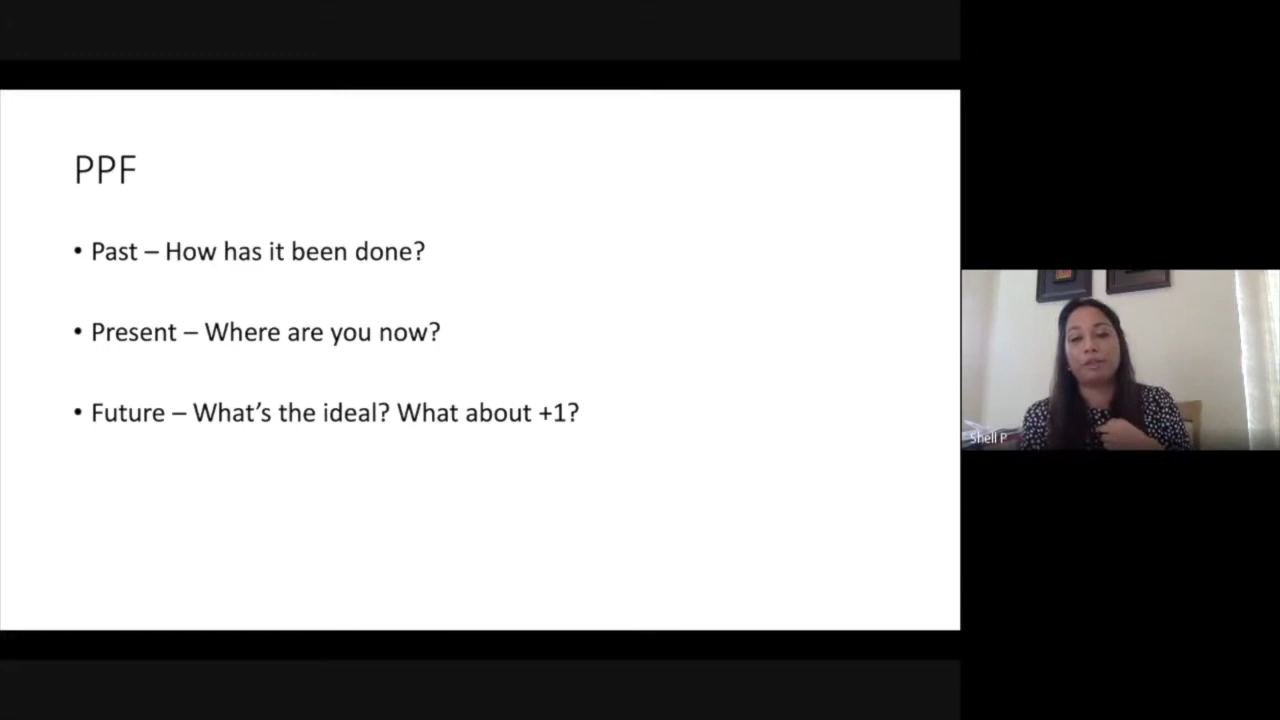 PPF
• Past – How has it been done?
• Present – Where are you now?
• Future – What’s the ideal? What about +1?
Shell P